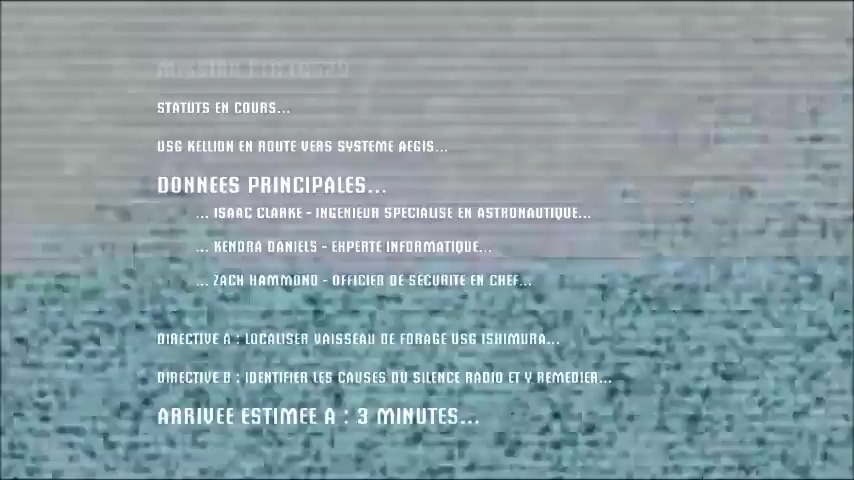 STATUTS EN COURS...
USG KELLION EN ROUTE VERS SYSTEME AEGIS...
DONNEES PRINCIPALES...
... ISAAC CLARKE - INGENIEUR SPECIALISE EN ASTRONAUTIQUE...
... KENDRA DANIELS - EXPERTE INFORMATIQUE...
... ZACH HAMMOND - OFFICIER DE SECURITE EN CHEF...
DIRECTIVE A : LOCALISER VAISSEAU DE FORAGE USG ISHIMURA...
DIRECTIVE B : IDENTIFIER LES CAUSES DU SILENCE RADIO ET Y REMEDIER...
ARRIVEE ESTIMEE A : 3 MINUTES...